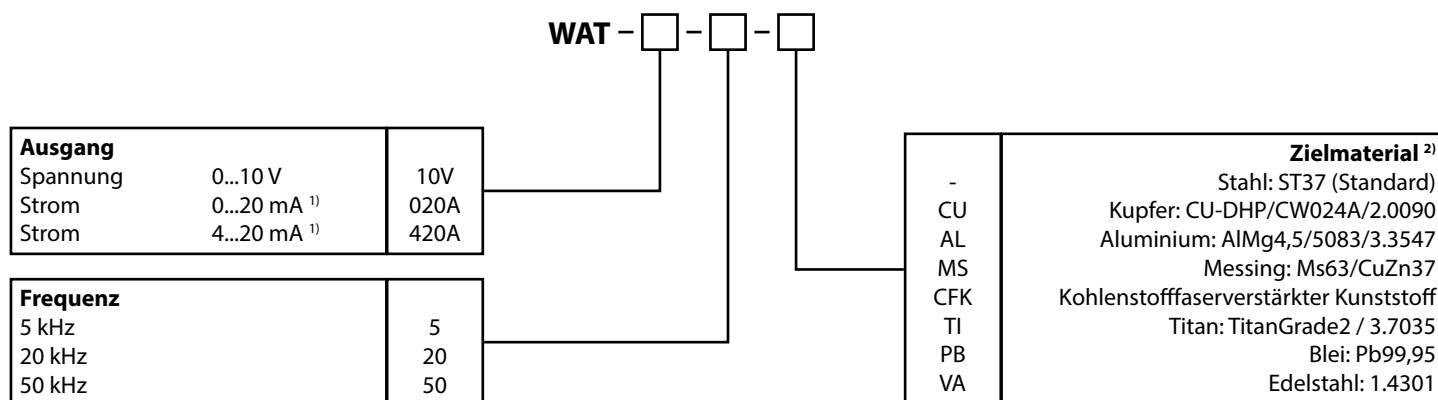 WAT – –  –
Ausgang
Spannung 0...10 V 10V
Strom 0...20 mA 1) 020A
Strom 4...20 mA 1) 420A
Frequenz
5 kHz 5
20 kHz 20
50 kHz 50
Zielmaterial 2)
- Stahl: ST37 (Standard)
CU Kupfer: CU-DHP/CW024A/2.0090
AL Aluminium: AlMg4,5/5083/3.3547
MS Messing: Ms63/CuZn37
CFK Kohlenstofffaserverstärkter Kunststoff
TI Titan: TitanGrade2 / 3.7035
PB Blei: Pb99,95
VA Edelstahl: 1.4301